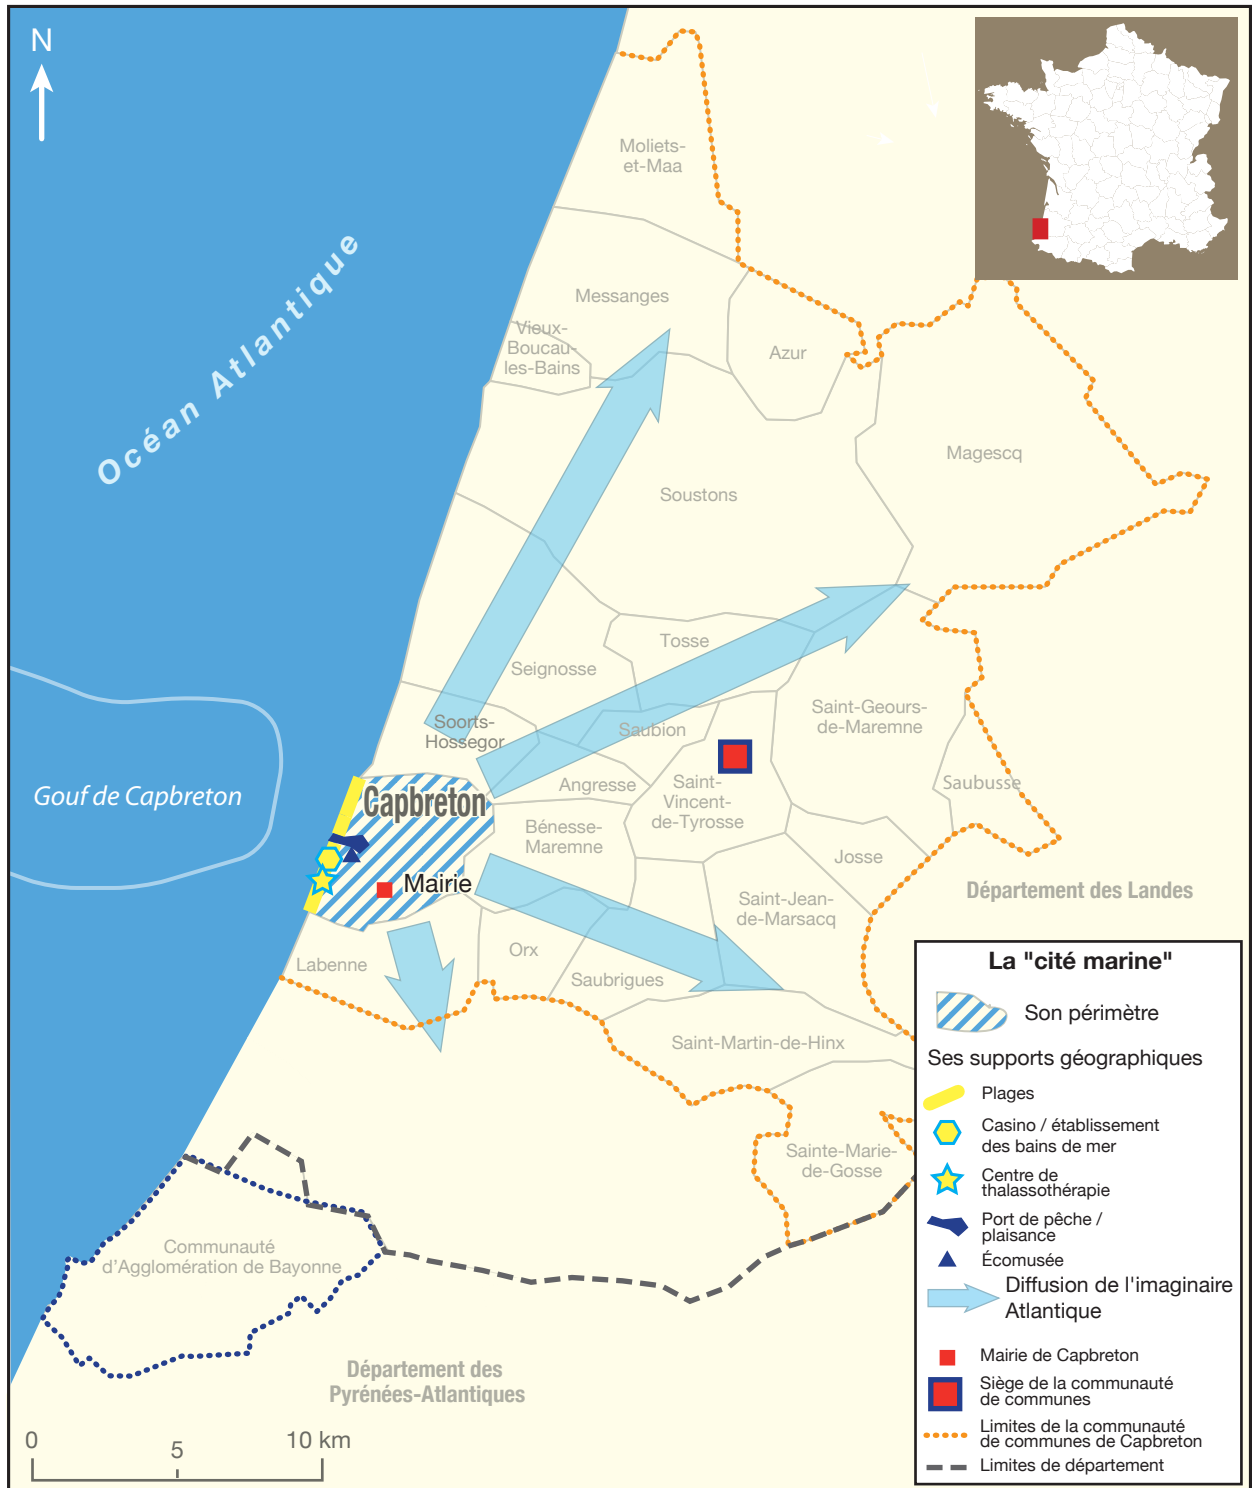 N
Océan Atlantique
Moliets-
et-Maa
Messanges
Vieux-
Boucau-
les-Bains
Azur
Magescq
Soustons
Tosse
Seignosse
Soorts-
Hossegor
Saubion
Saint-Geours-
de-Maremne
Gouf de Capbreton
Capbreton
Angresse
Saint-
Vincent-
de-Tyrosse
Saubusse
Bénesse-
Maremne
Josse
Mairie
Saint-Jean-
de-Marsacq
Département des Landes
Labenne
Orx
Saubrigues
Saint-Martin-de-Hinx
Sainte-Marie-
de-Gosse
Communauté
d'Agglomération de Bayonne
Département des
Pyrénées-Atlantiques
0
5
10 km
La "cité marine"
Son périmètre
Ses supports géographiques
Plages
Casino / établissement
des bains de mer
Centre de
thalassothérapie
Port de pêche /
plaisance
Écomusée
Diffusion de l'imaginaire
Atlantique
Mairie de Capbreton
Siège de la communauté
de communes
Limites de la communauté
de communes de Capbreton
Limites de département